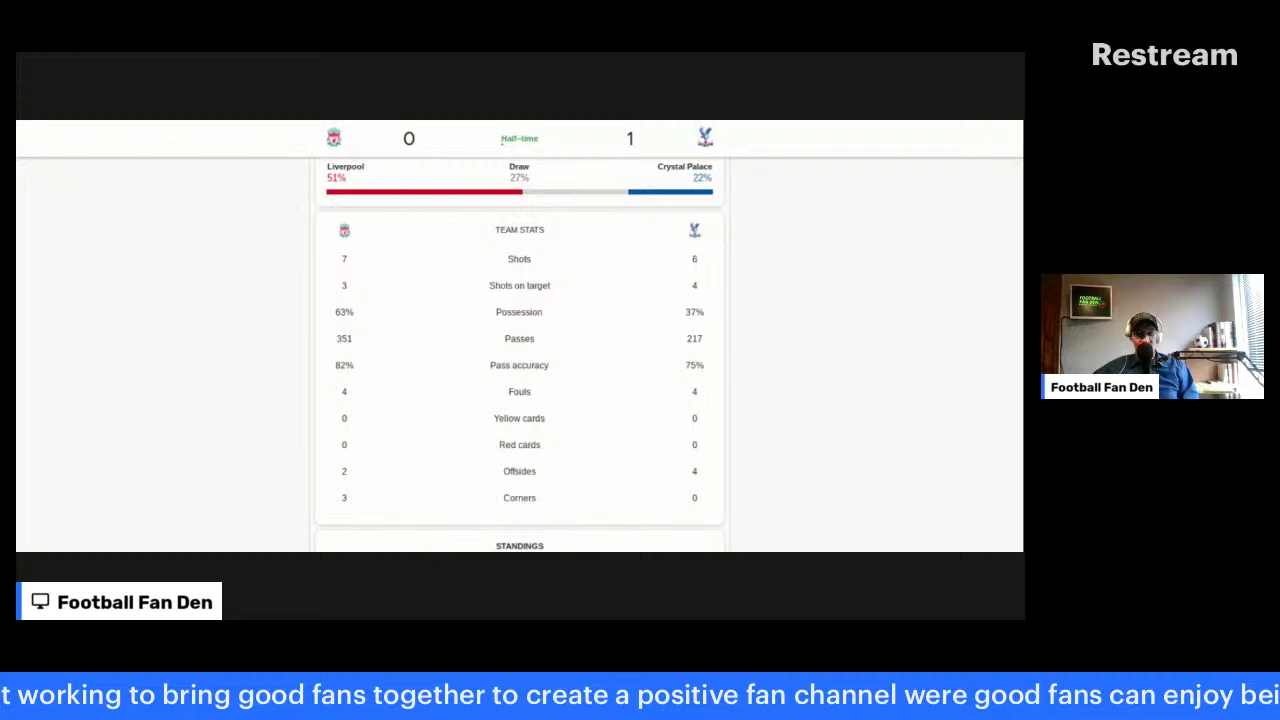 Restream
0 Half-time 1
Liverpool Draw Crystal Palace
51% 27% 22%
TEAM STATS
7 Shots 6
3 Shots on target 4
63% Possession 37%
351 Passes 217
82% Pass accuracy 75%
4 Fouls 4
0 Yellow cards 0
0 Red cards 0
2 Offsides 4
3 Corners 0
STANDINGS
FOOTBALL
FAN DEN
Football Fan Den
Football Fan Den
t working to bring good fans together to create a positive fan channel were good fans can enjoy bei